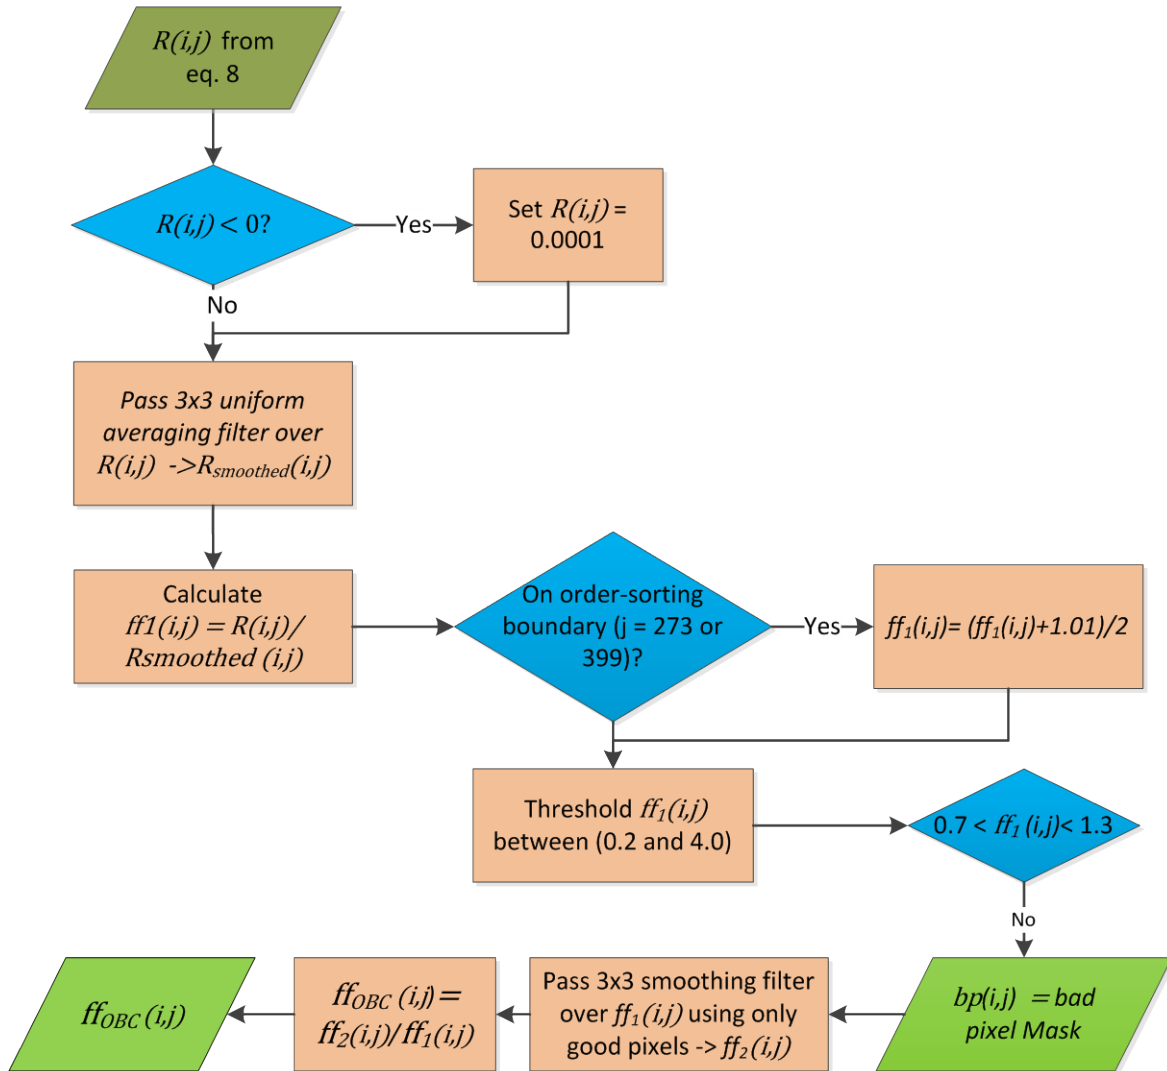 R(i,j) from
eq. 8
R(i,j) < 0?
Yes
Set R(i,j) =
0.0001
No
Pass 3x3 uniform
averaging filter over
R(i,j) ->Rsmoothed(i,j)
Calculate
ff1(i,j) = R(i,j)/
Rsmoothed (i,j)
On order-sorting
boundary (j = 273 or
399)?
Yes
ff1(i,j)= (ff1(i,j)+1.01)/2
Threshold ff1(i,j)
between (0.2 and 4.0)
0.7 < ff1 (i,j)< 1.3
No
bp(i,j) = bad
pixel Mask
Pass 3x3 smoothing filter
over ff1(i,j) using only
good pixels -> ff2(i,j)
ffOBC (i,j) =
ff2(i,j)/ff1(i,j)
ffOBC (i,j)